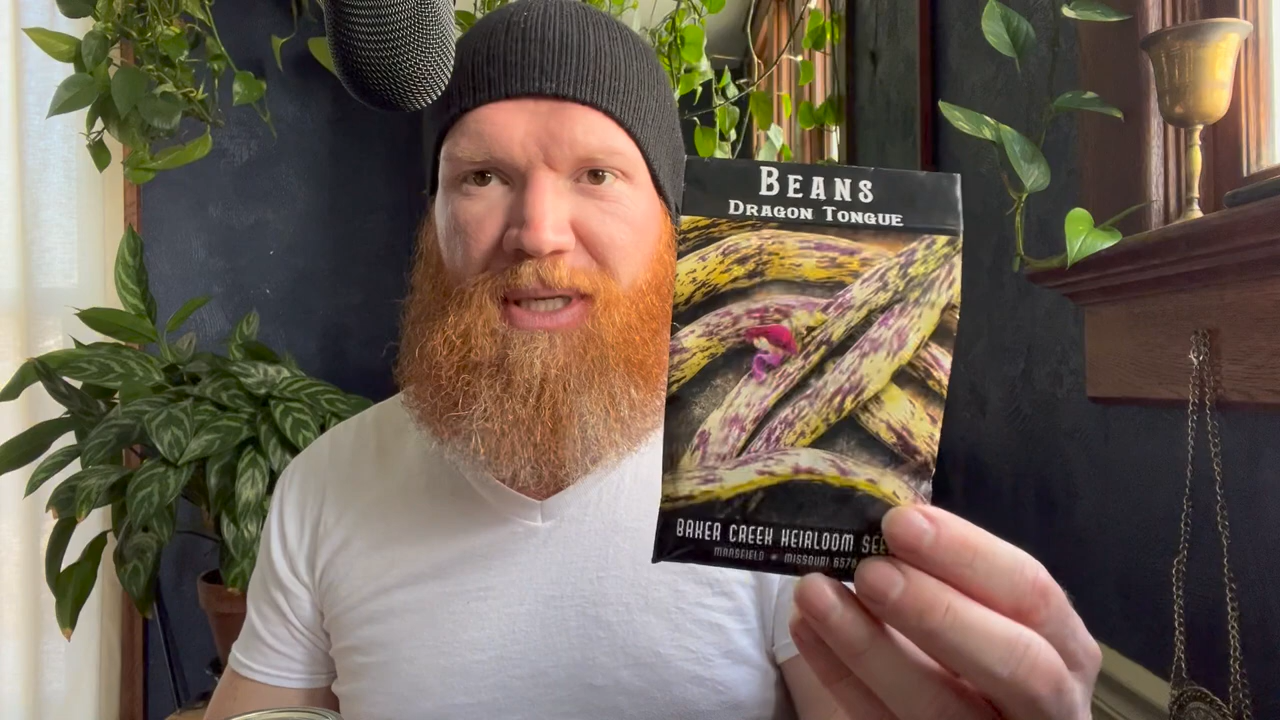 BEANS
DRAGON TONGUE
BAKER CREEK HEIRLOOM
MANSFIELD • MISSOURI